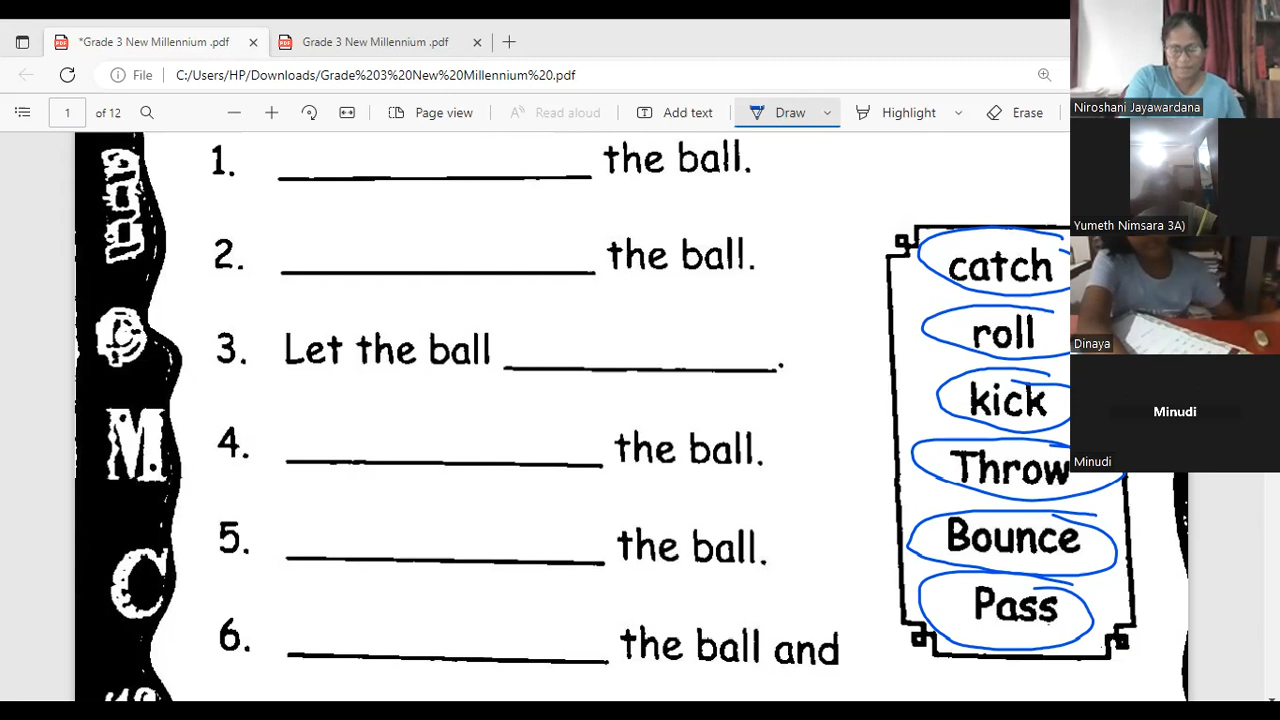 *Grade 3 New Millennium .pdf
Grade 3 New Millennium .pdf
File
C:/Users/HP/Downloads/Grade%203%20New%20Millennium%20.pdf
1 of 12
Page view
Read aloud
Add text
Draw
Highlight
Erase
1. the ball.
2. the ball.
3. Let the ball .
4. the ball.
5. the ball.
6. the ball and
catch
roll
kick
Throw
Bounce
Pass
M.
C
Niroshani Jayawardana
Yumeth Nimsara 3A)
Dinaya
Minudi
Minudi